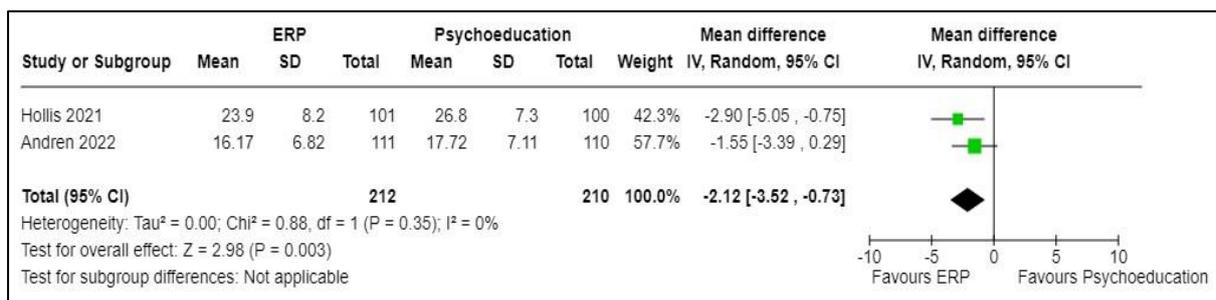 ERP Psychoeducation Mean difference Mean difference
Study or Subgroup Mean SD Total Mean SD Total Weight IV, Random, 95% CI IV, Random, 95% CI
Hollis 2021 23.9 8.2 101 26.8 7.3 100 42.3% -2.90 [-5.05 , -0.75]
Andren 2022 16.17 6.82 111 17.72 7.11 110 57.7% -1.55 [-3.39 , 0.29]
Total (95% CI) 212 210 100.0% -2.12 [-3.52 , -0.73]
Heterogeneity: Tau² = 0.00; Chi² = 0.88, df = 1 (P = 0.35); I² = 0%
Test for overall effect: Z = 2.98 (P = 0.003)
Test for subgroup differences: Not applicable
-10 -5 0 5 10
Favours ERP Favours Psychoeducation